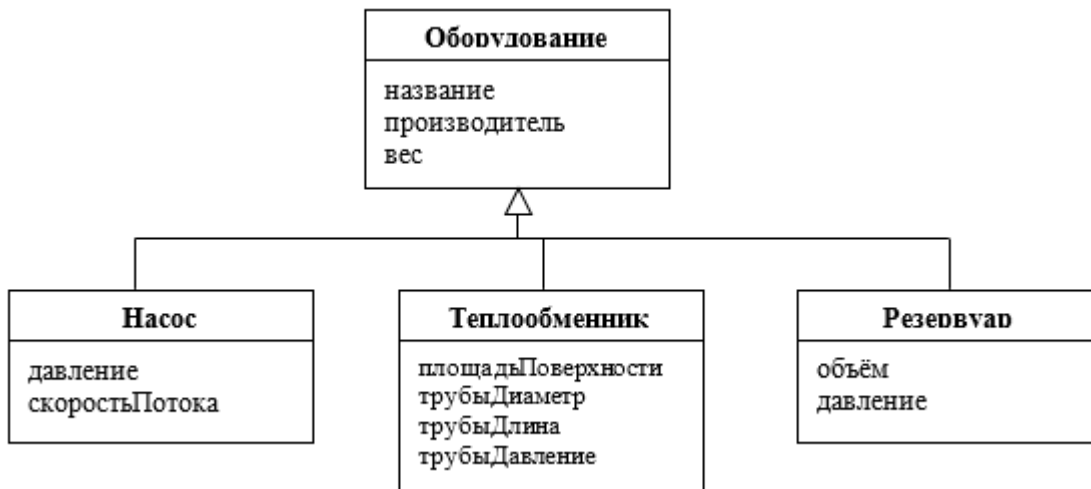 Оборудование
название
производитель
вес
Насос
давление
скоростьПотока
Теплообменник
площадьПоверхности
трубыДиаметр
трубыДлина
трубыДавление
Резервуар
объём
давление